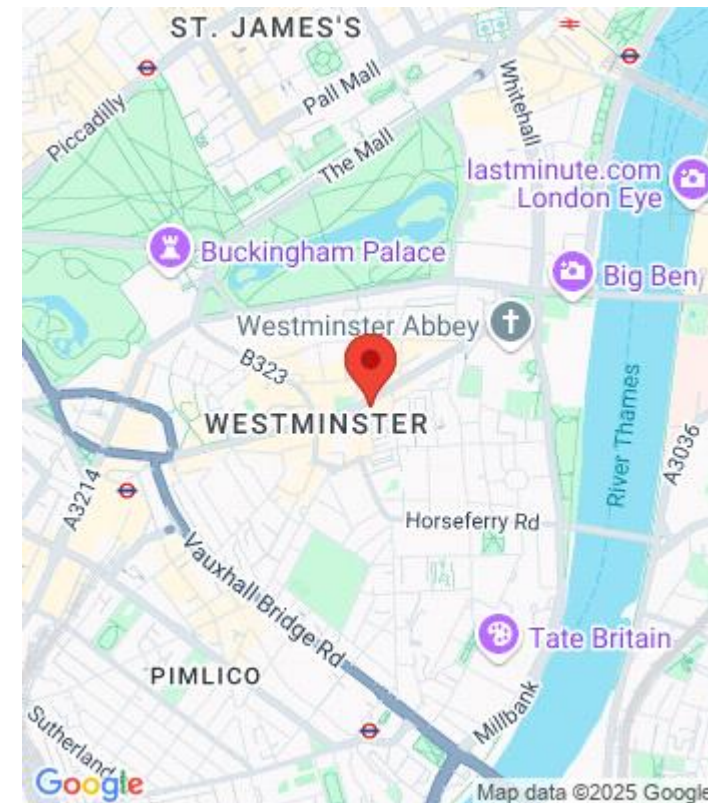 ST. JAMES'S
Pall Mall
Piccadilly
Whitehall
The Mall
lastminute.com
London Eye
Buckingham Palace
Big Ben
Westminster Abbey
B323
WESTMINSTER
River Thames
A3036
A3214
Horseferry Rd
Vauxhall Bridge Rd
Tate Britain
PIMLICO
Millbank
Sutherland
Google
Map data ©2025 Google